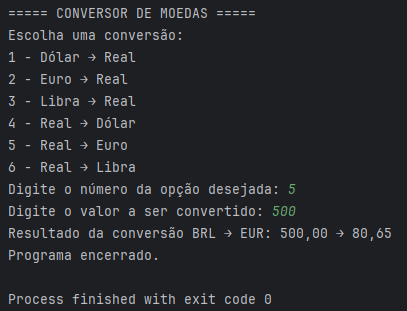 ===== CONVERSOR DE MOEDAS =====
Escolha uma conversão:
1 - Dólar → Real
2 - Euro → Real
3 - Libra → Real
4 - Real → Dólar
5 - Real → Euro
6 - Real → Libra
Digite o número da opção desejada: 5
Digite o valor a ser convertido: 500
Resultado da conversão BRL → EUR: 500,00 → 80,65
Programa encerrado.
Process finished with exit code 0